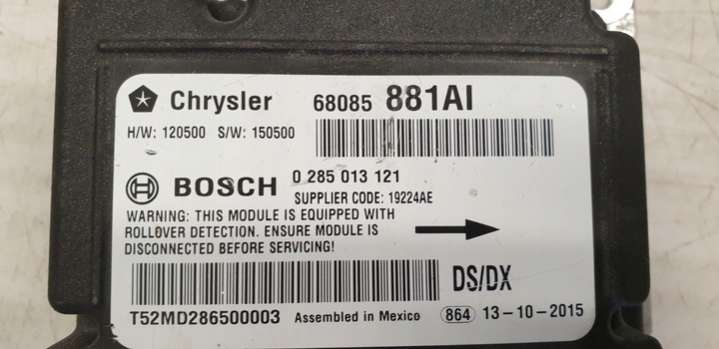 Chrysler 68085 881AI
H/W: 120500 S/W: 150500
BOSCH 0 285 013 121
SUPPLIER CODE: 19224AE
WARNING: THIS MODULE IS EQUIPPED WITH
ROLLOVER DETECTION. ENSURE MODULE IS
DISCONNECTED BEFORE SERVICING!
DS/DX
T52MD286500003 Assembled in Mexico 864 13-10-2015